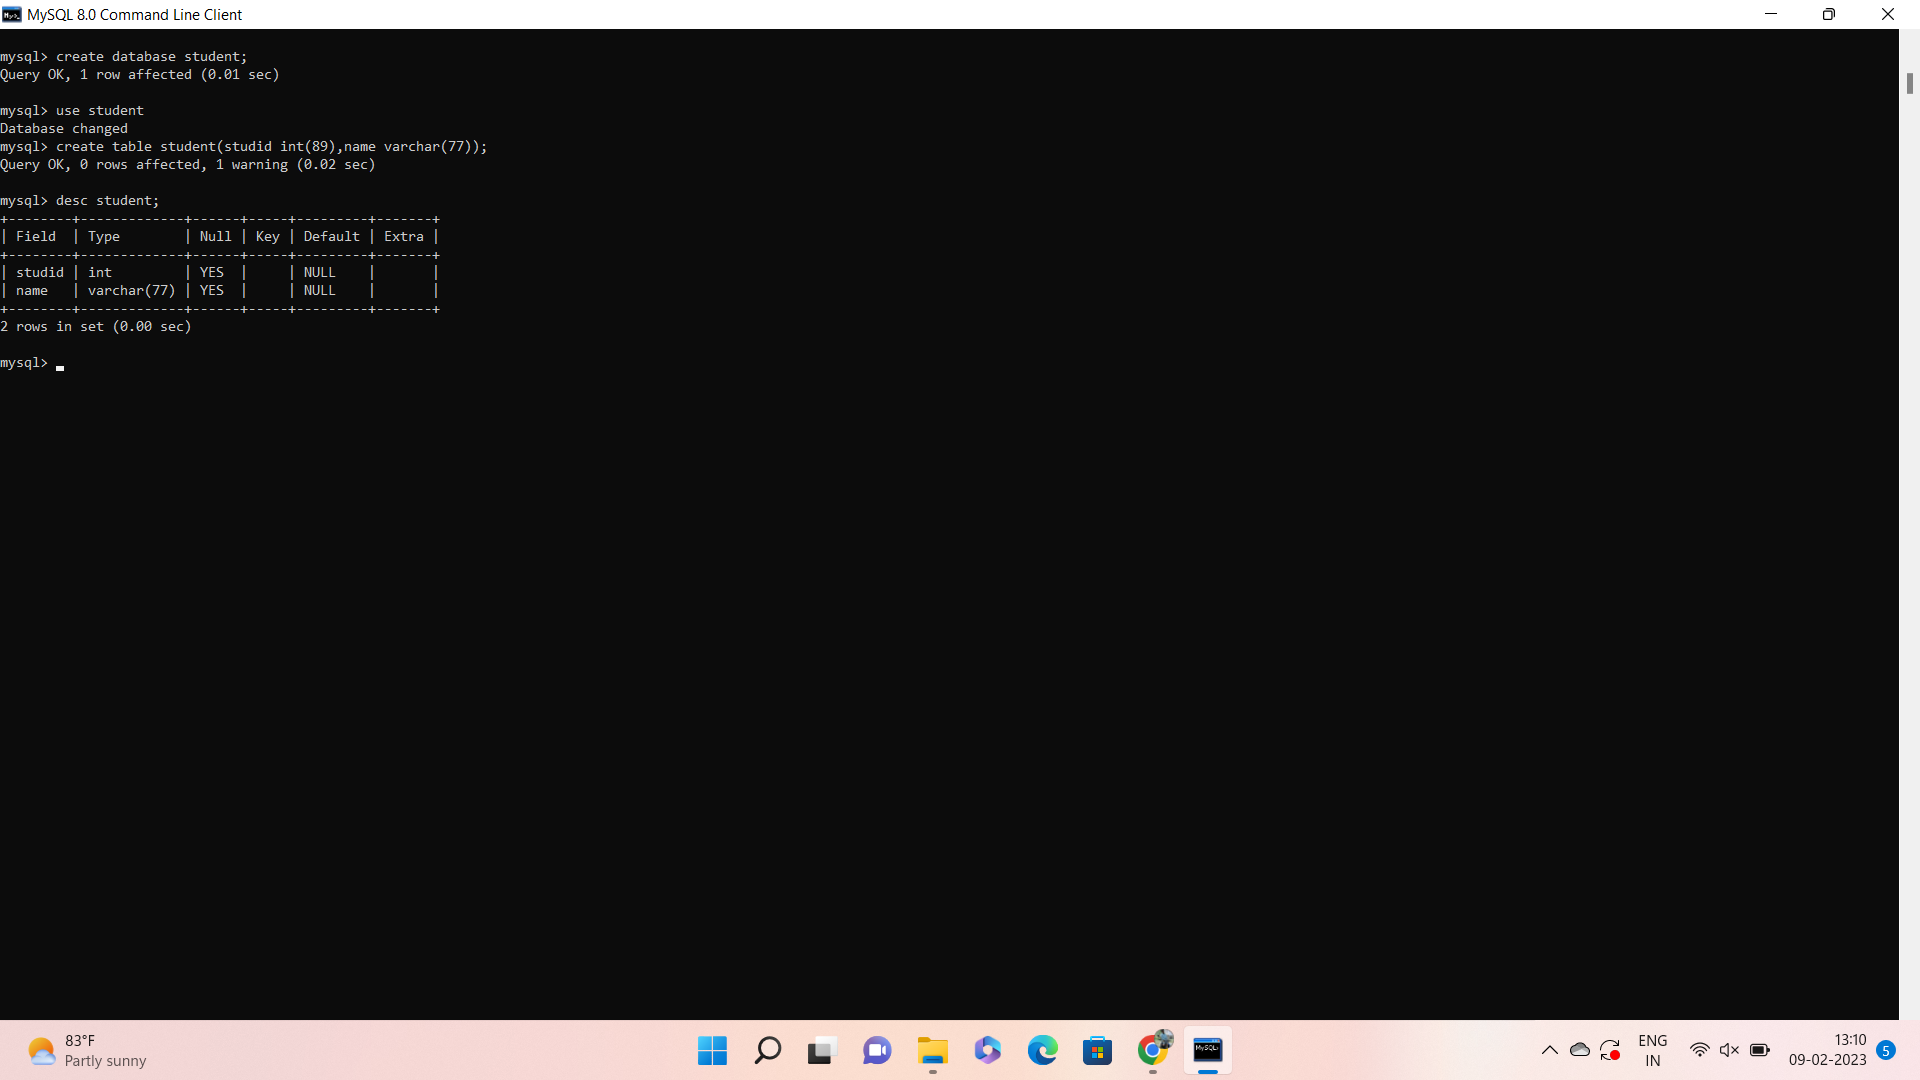 MySQL 8.0 Command Line Client
mysql> create database student;
Query OK, 1 row affected (0.01 sec)
mysql> use student
Database changed
mysql> create table student(studid int(89),name varchar(77));
Query OK, 0 rows affected, 1 warning (0.02 sec)
mysql> desc student;
+--------+-------------+------+-----+---------+-------+
| Field  | Type        | Null | Key | Default | Extra |
+--------+-------------+------+-----+---------+-------+
| studid | int         | YES  |     | NULL    |       |
| name   | varchar(77) | YES  |     | NULL    |       |
+--------+-------------+------+-----+---------+-------+
2 rows in set (0.00 sec)
mysql>
83°F
Partly sunny
MySQL
ENG
IN
13:10
09-02-2023
5